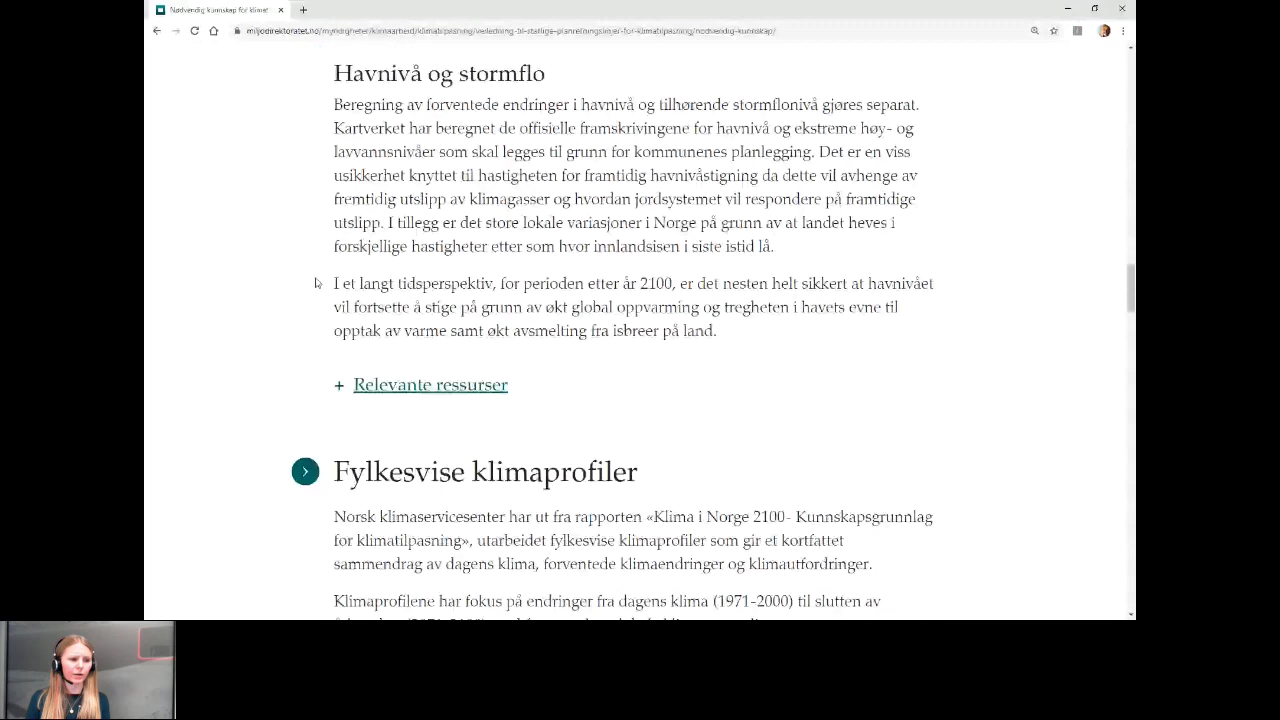 Nødvendig kunnskap for klimat
miljodirektoratet.no/myndigheter/klimaarbeid/klimatilpasning/veiledning-til-statlige-planretningslinjer-for-klimatilpasning/nodvendig-kunnskap/
Havnivå og stormflo
Beregning av forventede endringer i havnivå og tilhørende stormflonivå gjøres separat.
Kartverket har beregnet de offisielle framskrivingene for havnivå og ekstreme høy- og
lavvannsnivåer som skal legges til grunn for kommunenes planlegging. Det er en viss
usikkerhet knyttet til hastigheten for framtidig havnivåstigning da dette vil avhenge av
fremtidig utslipp av klimagasser og hvordan jordsystemet vil respondere på framtidige
utslipp. I tillegg er det store lokale variasjoner i Norge på grunn av at landet heves i
forskjellige hastigheter etter som hvor innlandsisen i siste istid lå.
I et langt tidsperspektiv, for perioden etter år 2100, er det nesten helt sikkert at havnivået
vil fortsette å stige på grunn av økt global oppvarming og tregheten i havets evne til
opptak av varme samt økt avsmelting fra isbreer på land.
+ Relevante ressurser
Fylkesvise klimaprofiler
Norsk klimaservicesenter har ut fra rapporten «Klima i Norge 2100- Kunnskapsgrunnlag
for klimatilpasning», utarbeidet fylkesvise klimaprofiler som gir et kortfattet
sammendrag av dagens klima, forventede klimaendringer og klimautfordringer.
Klimaprofilene har fokus på endringer fra dagens klima (1971-2000) til slutten av